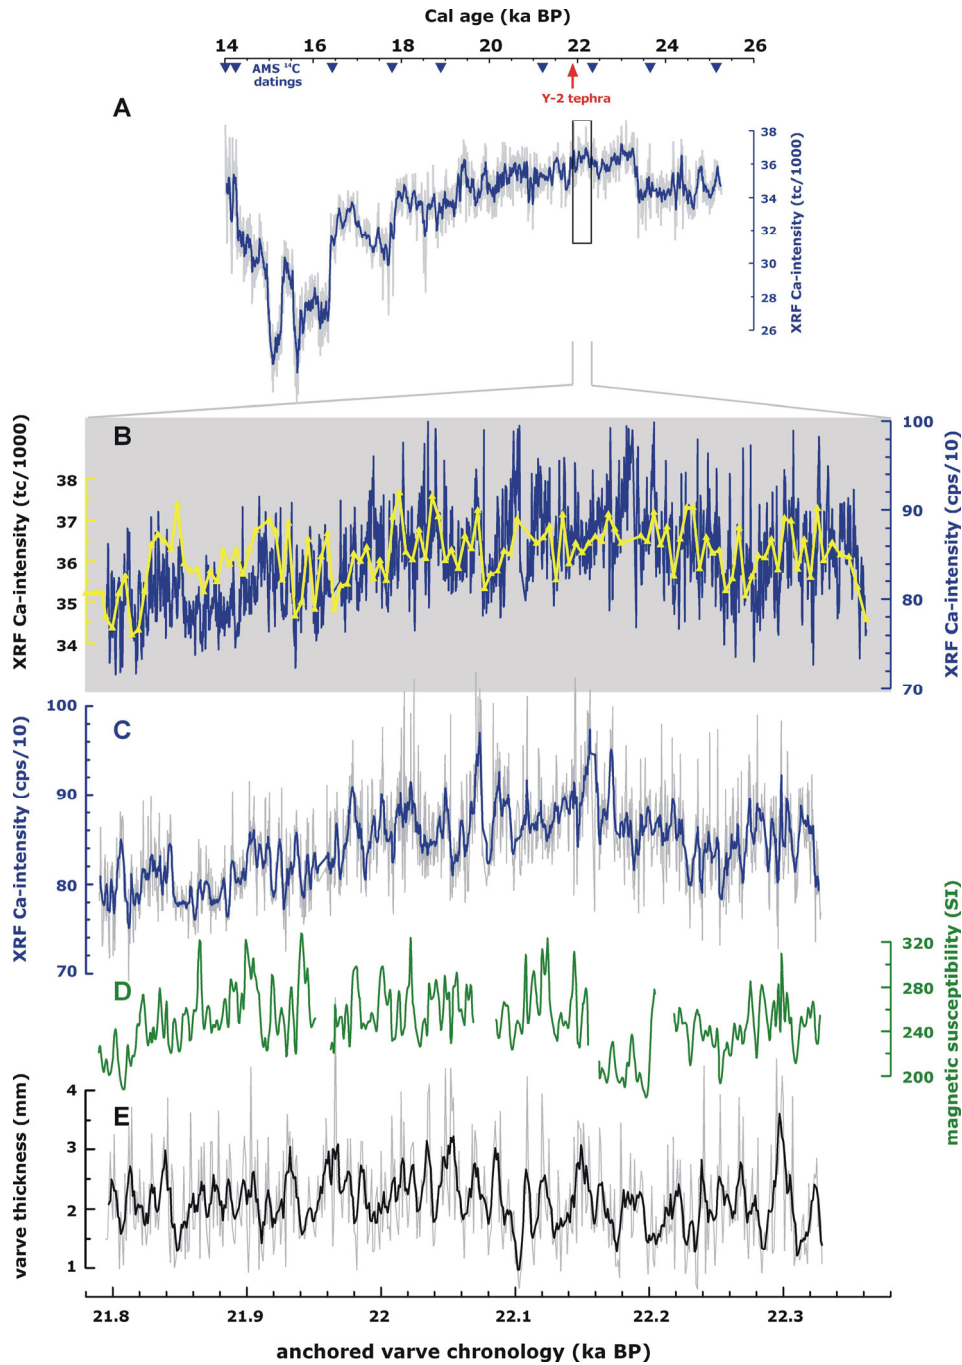 Cal age (ka BP)
14 16 18 20 22 24 26
AMS ¹⁴C
datings
Y-2 tephra
A
38
36
34
30
28
26
XRF Ca-intensity (tc/1000)
B
XRF Ca-intensity (tc/1000)
38
37
36
35
34
100
90
80
70
XRF Ca-intensity (cps/10)
C
XRF Ca-intensity (cps/10)
100
90
80
70
D
320
280
240
200
magnetic susceptibility (SI)
E
varve thickness (mm)
4
3
2
1
21.8 21.9 22 22.1 22.2 22.3
anchored varve chronology (ka BP)